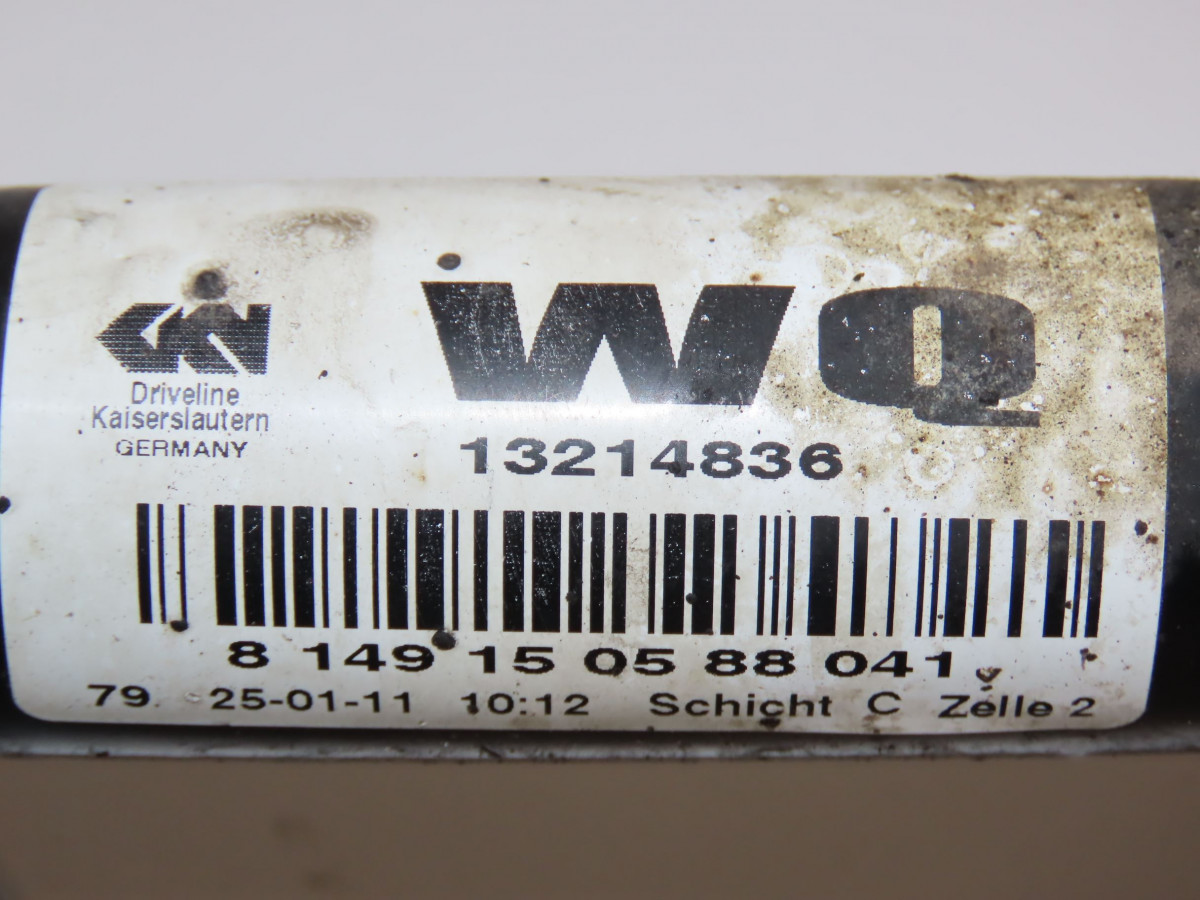 GKN
WQ
Driveline
Kaiserslautern
GERMANY
13214836
8 149 15 05 88 041
79. 25-01-11 10:12 Schicht C Zelle 2